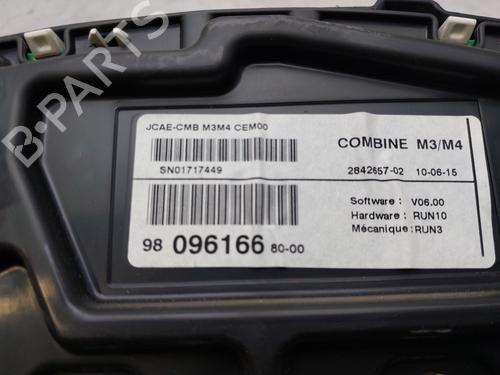 B-PARTS
JCAE-CMB M3M4 CEM00
COMBINE M3/M4
SN01717449
2842657-02 10-06-15
Software : V06.00
Hardware : RUN10
Mécanique : RUN3
98 096166 80-00